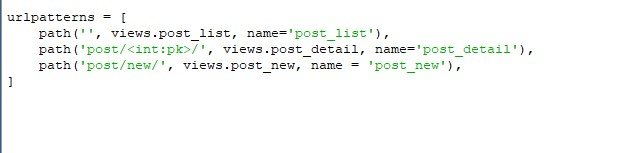 urlpatterns = [
    path('', views.post_list, name='post_list'),
    path('post/<int:pk>/', views.post_detail, name='post_detail'),
    path('post/new/', views.post_new, name = 'post_new'),
]